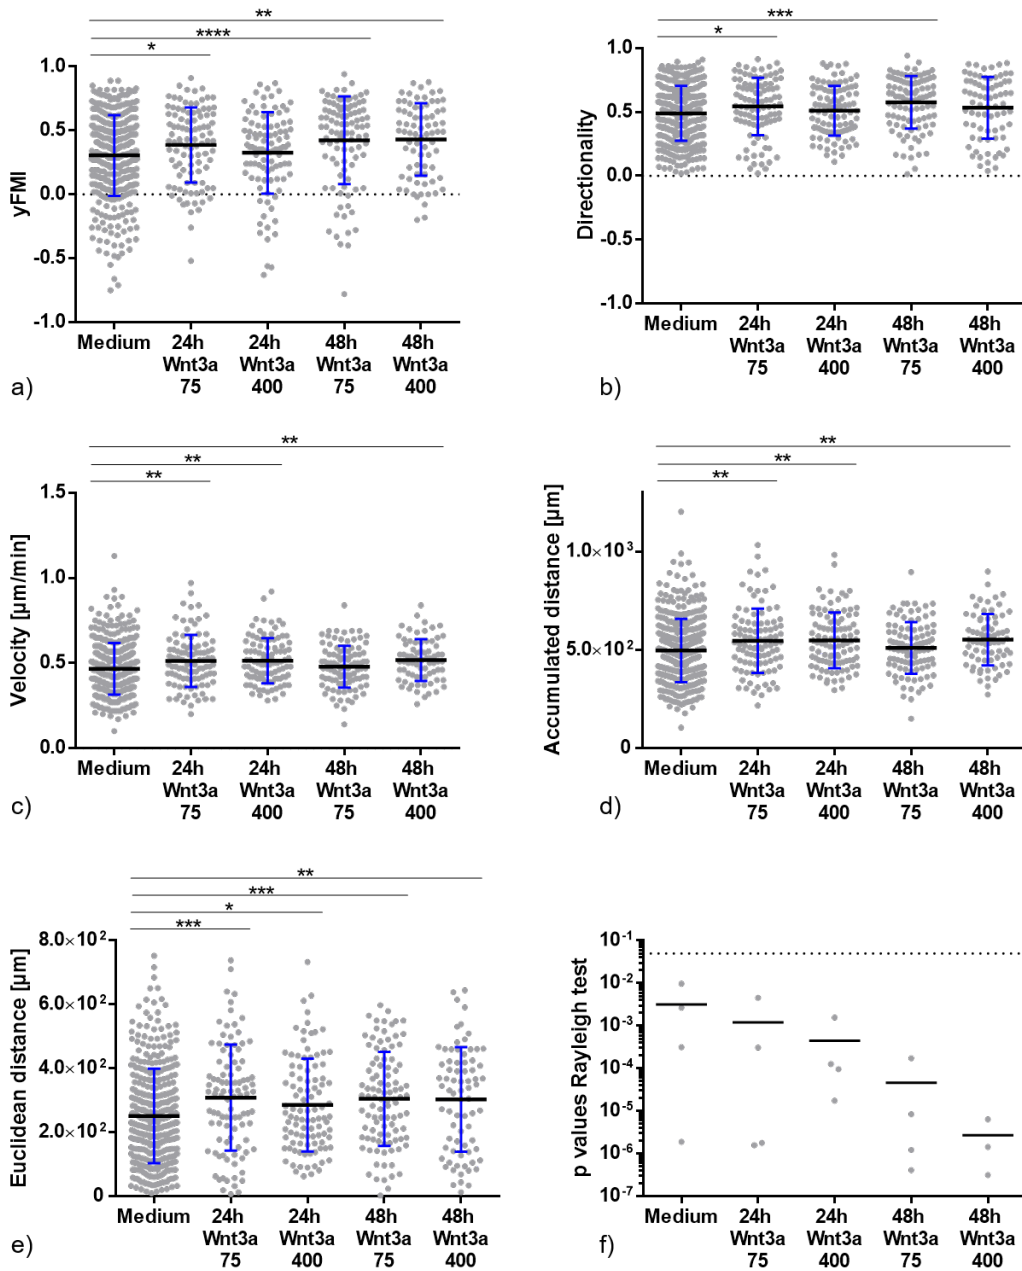 **
****
*
1.0
0.5
0.0
-0.5
-1.0
yFMI
Medium
24h Wnt3a 75
24h Wnt3a 400
48h Wnt3a 75
48h Wnt3a 400
a)
***
*
1.0
0.5
0.0
-0.5
-1.0
Directionality
Medium
24h Wnt3a 75
24h Wnt3a 400
48h Wnt3a 75
48h Wnt3a 400
b)
**
**
**
1.5
1.0
0.5
0.0
Velocity [µm/min]
Medium
24h Wnt3a 75
24h Wnt3a 400
48h Wnt3a 75
48h Wnt3a 400
c)
**
**
**
1.0×10³
5.0×10²
0
Accumulated distance [µm]
Medium
24h Wnt3a 75
24h Wnt3a 400
48h Wnt3a 75
48h Wnt3a 400
d)
**
***
*
***
8.0×10²
6.0×10²
4.0×10²
2.0×10²
0
Euclidean distance [µm]
Medium
24h Wnt3a 75
24h Wnt3a 400
48h Wnt3a 75
48h Wnt3a 400
e)
10⁻¹
10⁻²
10⁻³
10⁻⁴
10⁻⁵
10⁻⁶
10⁻⁷
p values Rayleigh test
Medium
24h Wnt3a 75
24h Wnt3a 400
48h Wnt3a 75
48h Wnt3a 400
f)